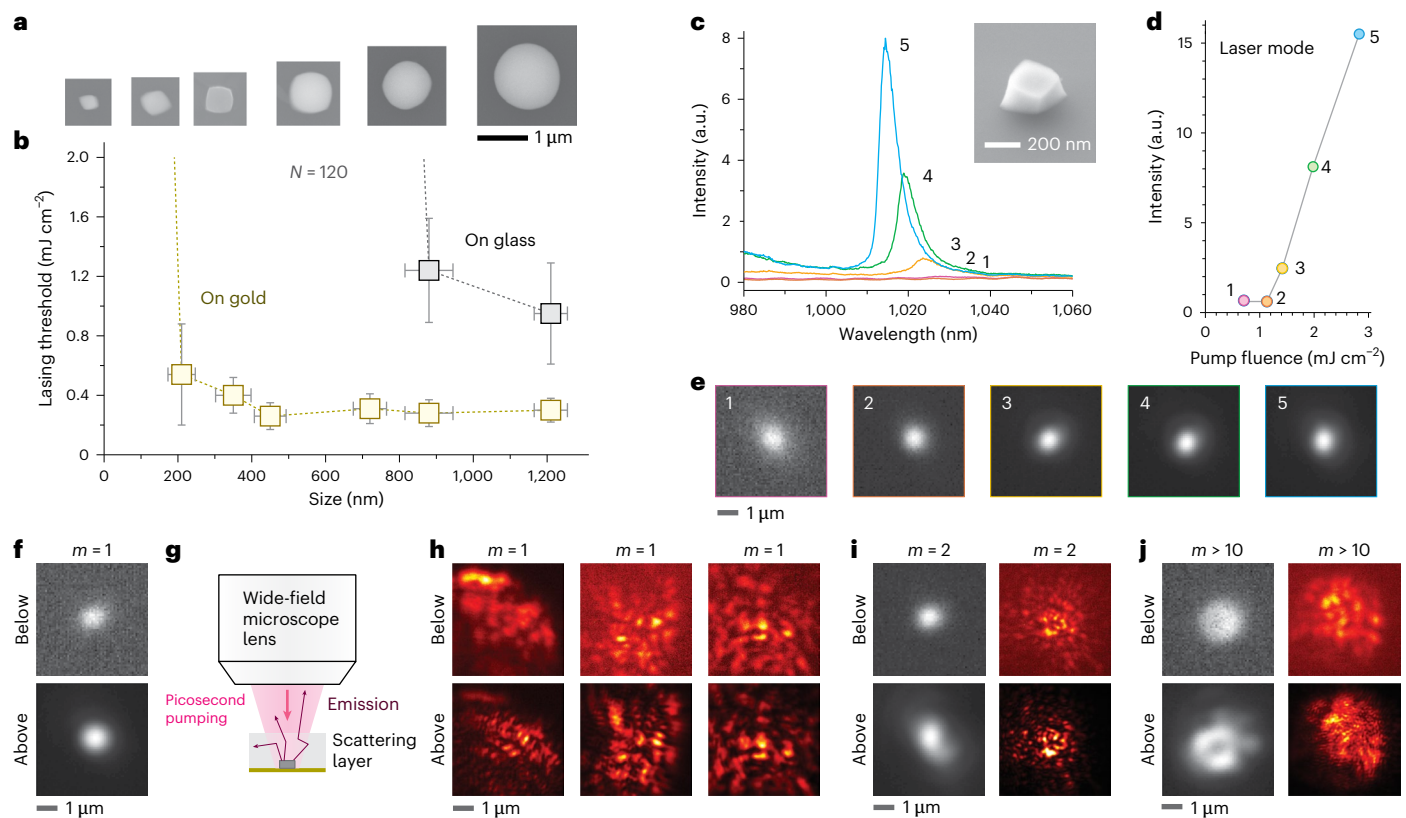 a
1 µm
b
Lasing threshold (mJ cm−2)
2.0
1.6
1.2
0.8
0.4
0
N = 120
On glass
On gold
0
200
400
600
800
1,000
1,200
Size (nm)
c
Intensity (a.u.)
8
6
4
2
0
5
4
3
2
1
200 nm
980
1,000
1,020
1,040
1,060
Wavelength (nm)
d
Intensity (a.u.)
15
10
5
0
Laser mode
5
4
3
1
2
0
1
2
3
Pump fluence (mJ cm−2)
e
1
2
3
4
5
1 µm
f
m = 1
Below
Above
1 µm
g
Wide-field
microscope
lens
Picosecond
pumping
Emission
Scattering
layer
h
m = 1
m = 1
m = 1
Below
Above
i
m = 2
m = 2
Below
Above
1 µm
j
m > 10
m > 10
Below
Above
1 µm